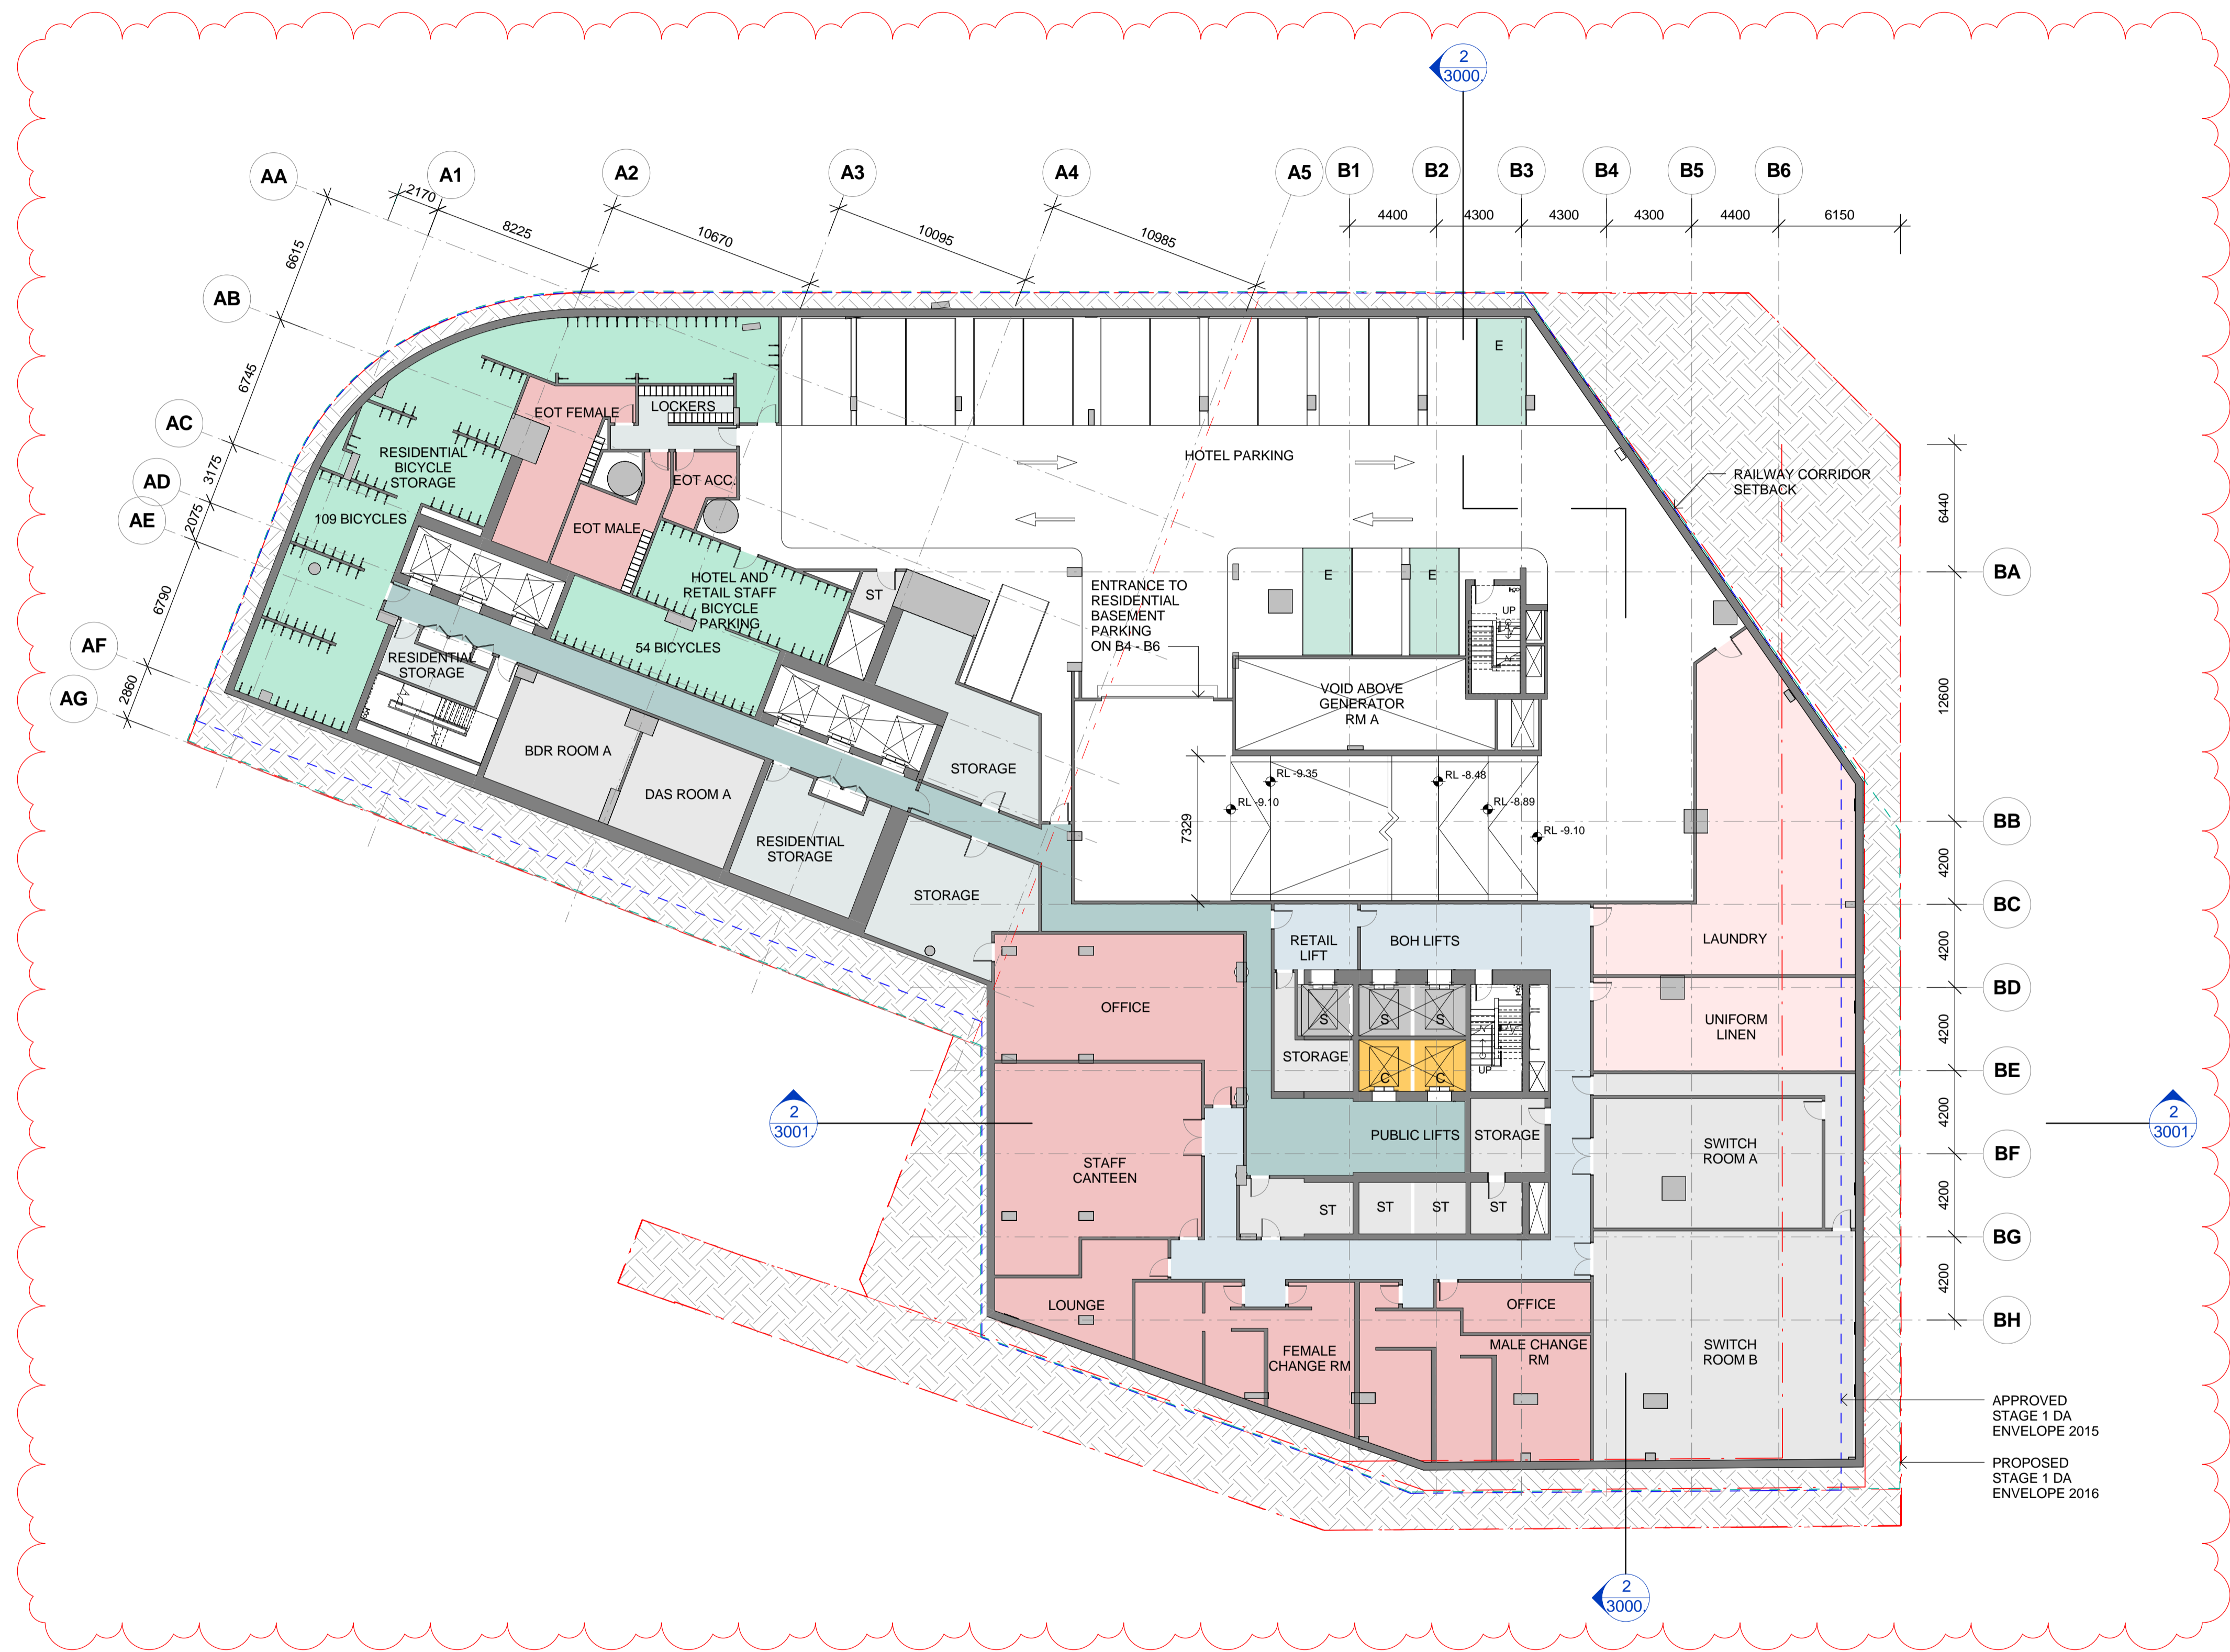 2
3000.
AA
A1
A2
A3
A4
A5
B1
B2
B3
B4
B5
B6
2170
8225
10670
10095
10985
4400
4300
4300
4300
4400
6150
AB
AC
AD
AE
AF
AG
6615
6745
3175
2075
6790
2860
E
EOT FEMALE
LOCKERS
RESIDENTIAL
BICYCLE
STORAGE
109 BICYCLES
EOT ACC.
EOT MALE
HOTEL PARKING
RAILWAY CORRIDOR
SETBACK
HOTEL AND
RETAIL STAFF
BICYCLE
PARKING
54 BICYCLES
ST
ENTRANCE TO
RESIDENTIAL
BASEMENT
PARKING
ON B4 - B6
E
E
UP
RESIDENTIAL
STORAGE
VOID ABOVE
GENERATOR
RM A
BDR ROOM A
DAS ROOM A
STORAGE
RESIDENTIAL
STORAGE
STORAGE
RL -9.35
RL -9.10
RL -8.48
RL -8.89
RL -9.10
7329
6440
12600
4200
4200
4200
4200
4200
4200
BA
BB
BC
BD
BE
BF
BG
BH
RETAIL
LIFT
BOH LIFTS
LAUNDRY
OFFICE
S
S
S
UNIFORM
LINEN
STORAGE
C
C
UP
2
3001.
PUBLIC LIFTS
STORAGE
SWITCH
ROOM A
2
3001.
STAFF
CANTEEN
ST
ST
ST
ST
LOUNGE
OFFICE
FEMALE
CHANGE RM
MALE CHANGE
RM
SWITCH
ROOM B
APPROVED
STAGE 1 DA
ENVELOPE 2015
PROPOSED
STAGE 1 DA
ENVELOPE 2016
2
3000.